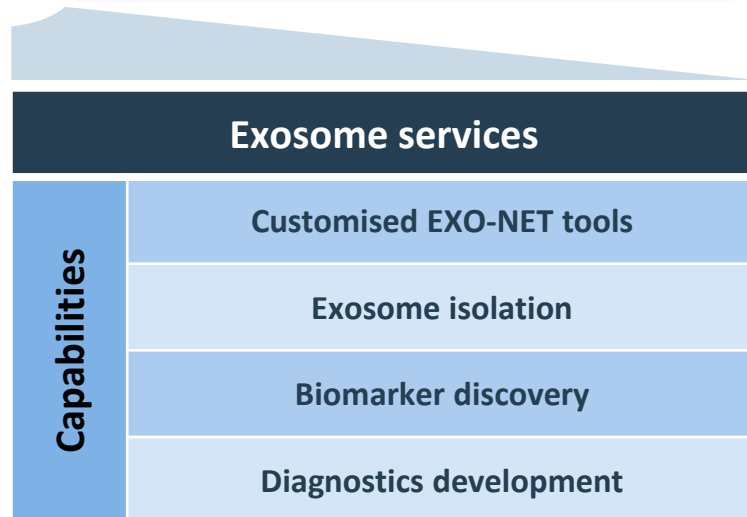 Exosome services
Capabilities
Customised EXO-NET tools
Exosome isolation
Biomarker discovery
Diagnostics development